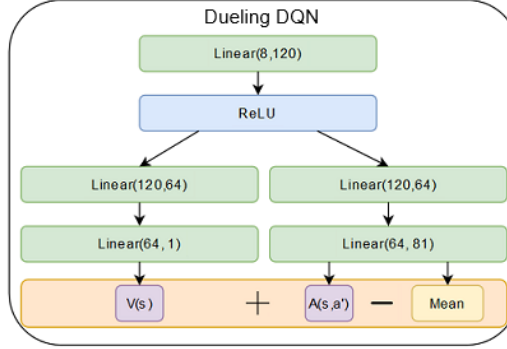 Dueling DQN
Linear(8,120)
ReLU
Linear(120,64)
Linear(120,64)
Linear(64, 1)
Linear(64, 81)
V(s) + A(s,a') − Mean